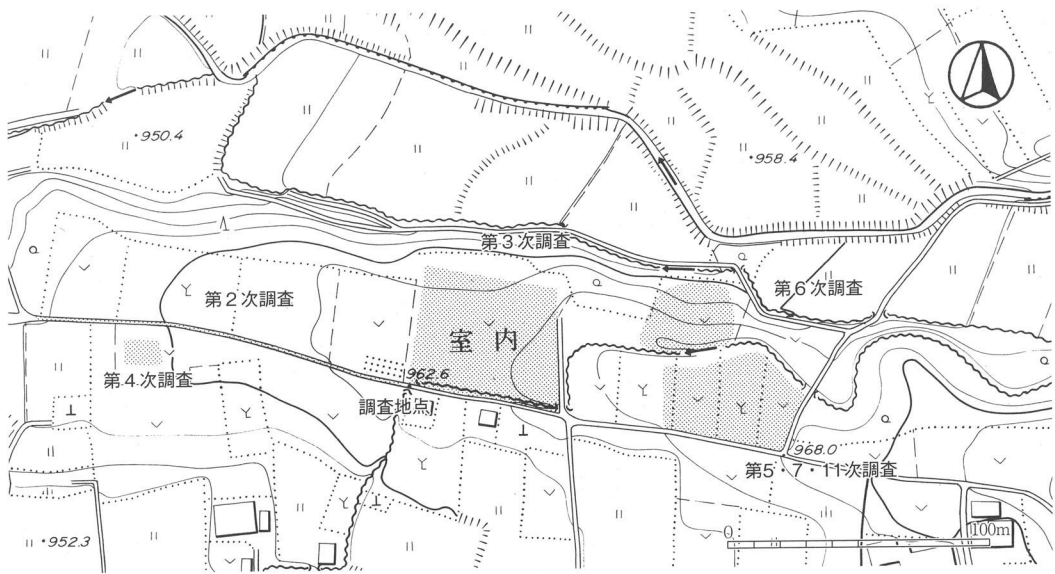 950.4
958.4
第3次調査
第6次調査
第2次調査
室内
962.6
第4次調査
調査地点
968.0
第5・7・11次調査
0
100m
952.3